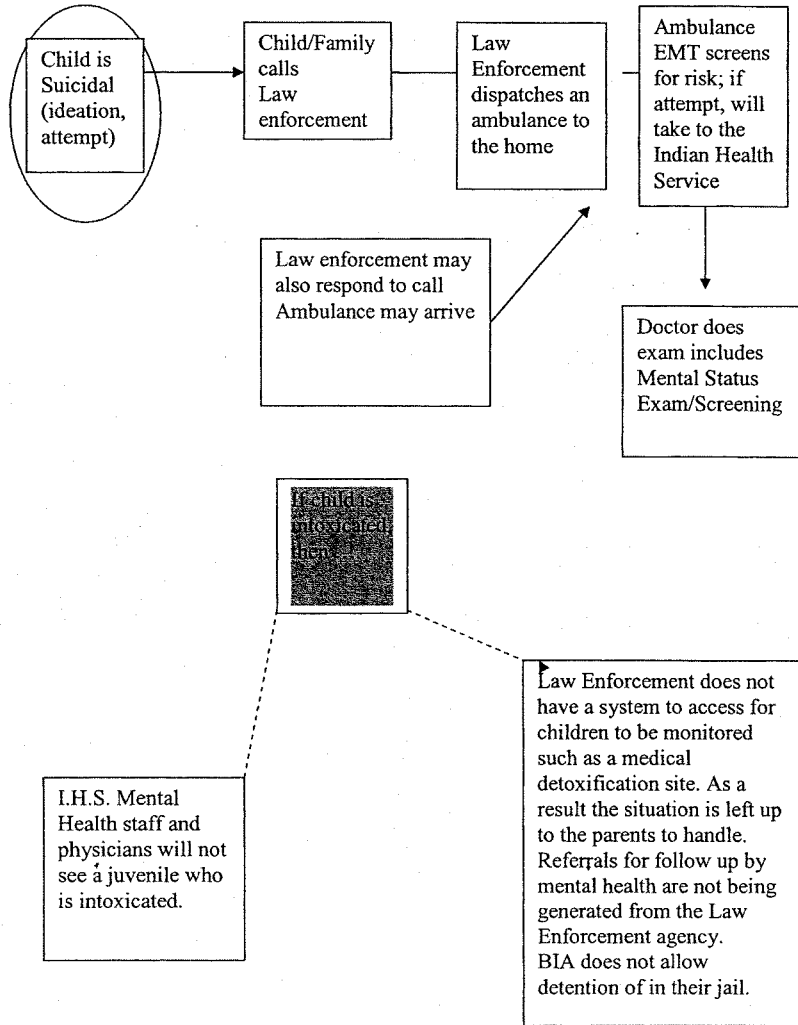 Child is
Suicidal
(ideation,
attempt)
Child/Family
calls
Law
enforcement
Law
Enforcement
dispatches an
ambulance to
the home
Ambulance
EMT screens
for risk; if
attempt, will
take to the
Indian Health
Service
Law enforcement may
also respond to call
Ambulance may arrive
Doctor does
exam includes
Mental Status
Exam/Screening
If child is
intoxicated,
then
I.H.S. Mental
Health staff and
physicians will not
see a juvenile who
is intoxicated.
Law Enforcement does not
have a system to access for
children to be monitored
such as a medical
detoxification site. As a
result the situation is left up
to the parents to handle.
Referrals for follow up by
mental health are not being
generated from the Law
Enforcement agency.
BIA does not allow
detention of in their jail.